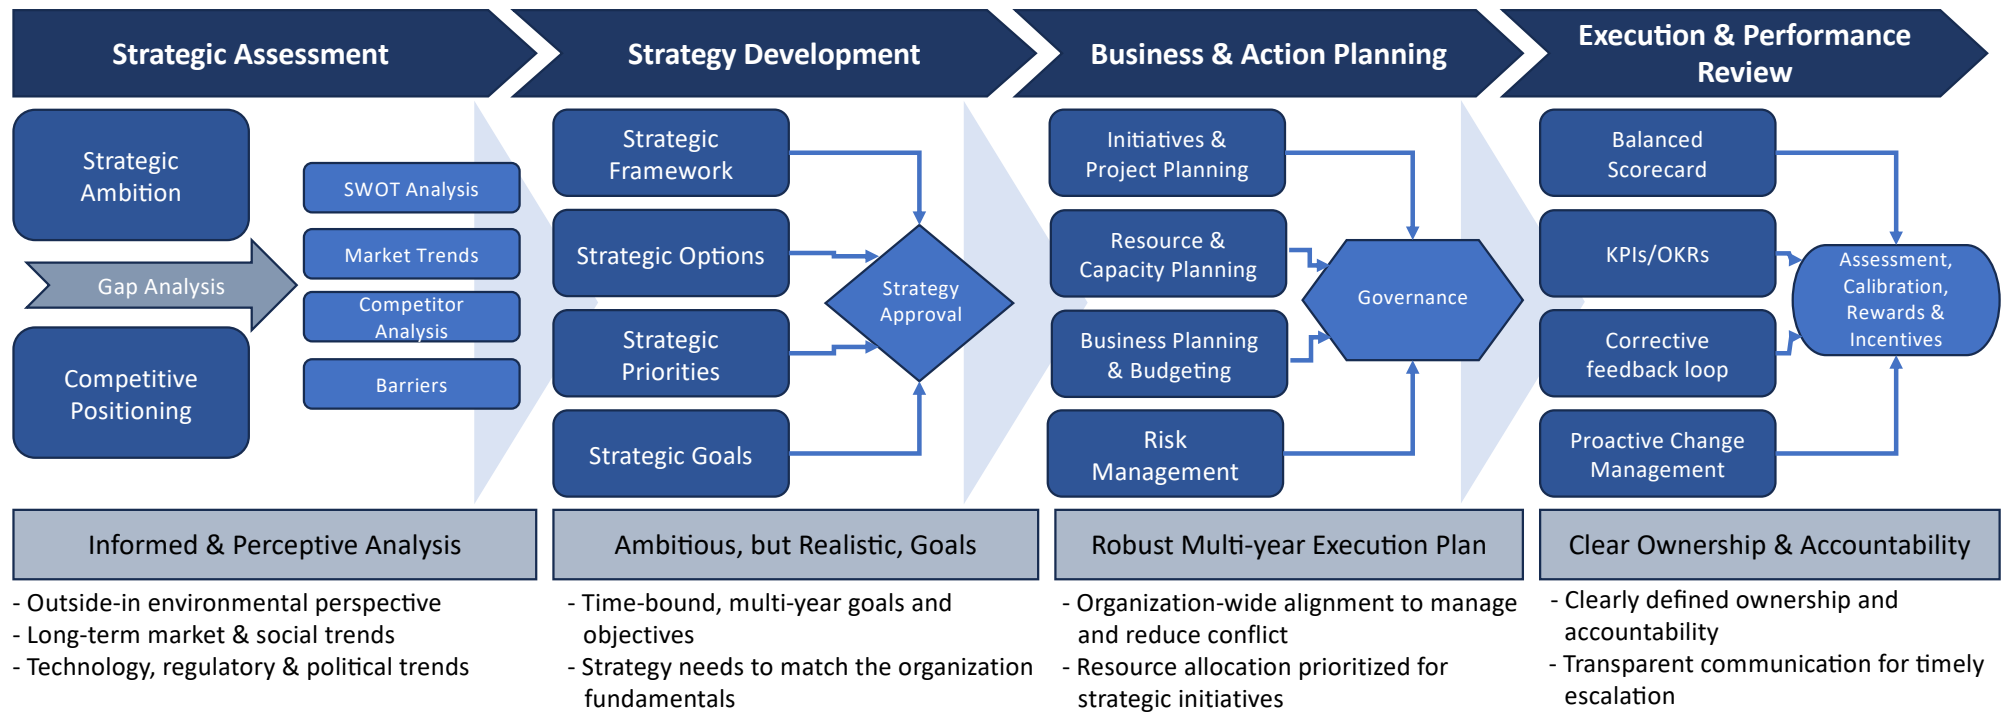 Strategic Assessment
Strategy Development
Business & Action Planning
Execution & Performance
Review
Strategic
Ambition
Gap Analysis
Competitive
Positioning
SWOT Analysis
Market Trends
Competitor
Analysis
Barriers
Strategic
Framework
Strategic Options
Strategic
Priorities
Strategic Goals
Strategy
Approval
Initiatives &
Project Planning
Resource &
Capacity Planning
Business Planning
& Budgeting
Risk
Management
Governance
Balanced
Scorecard
KPIs/OKRs
Corrective
feedback loop
Proactive Change
Management
Assessment,
Calibration,
Rewards &
Incentives
Informed & Perceptive Analysis
- Outside-in environmental perspective
- Long-term market & social trends
- Technology, regulatory & political trends
Ambitious, but Realistic, Goals
- Time-bound, multi-year goals and
objectives
- Strategy needs to match the organization
fundamentals
Robust Multi-year Execution Plan
- Organization-wide alignment to manage
and reduce conflict
- Resource allocation prioritized for
strategic initiatives
Clear Ownership & Accountability
- Clearly defined ownership and
accountability
- Transparent communication for timely
escalation